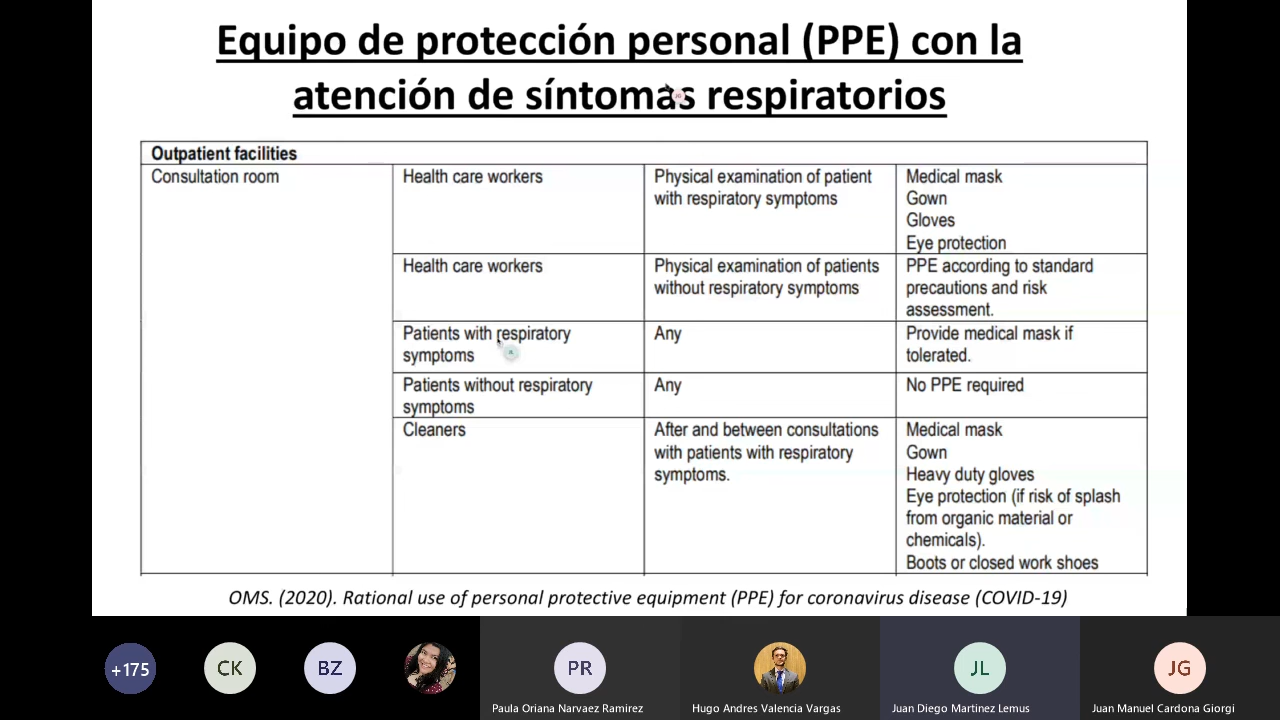 Equipo de protección personal (PPE) con la
atención de síntomas respiratorios
Outpatient facilities
Consultation room
Health care workers
Physical examination of patient
with respiratory symptoms
Medical mask
Gown
Gloves
Eye protection
Health care workers
Physical examination of patients
without respiratory symptoms
PPE according to standard
precautions and risk
assessment.
Patients with respiratory
symptoms
Any
Provide medical mask if
tolerated.
Patients without respiratory
symptoms
Any
No PPE required
Cleaners
After and between consultations
with patients with respiratory
symptoms.
Medical mask
Gown
Heavy duty gloves
Eye protection (if risk of splash
from organic material or
chemicals).
Boots or closed work shoes
OMS. (2020). Rational use of personal protective equipment (PPE) for coronavirus disease (COVID-19)
JG
JL
+175
CK
BZ
PR
JL
JG
Paula Oriana Narvaez Ramirez
Hugo Andres Valencia Vargas
Juan Diego Martinez Lemus
Juan Manuel Cardona Giorgi